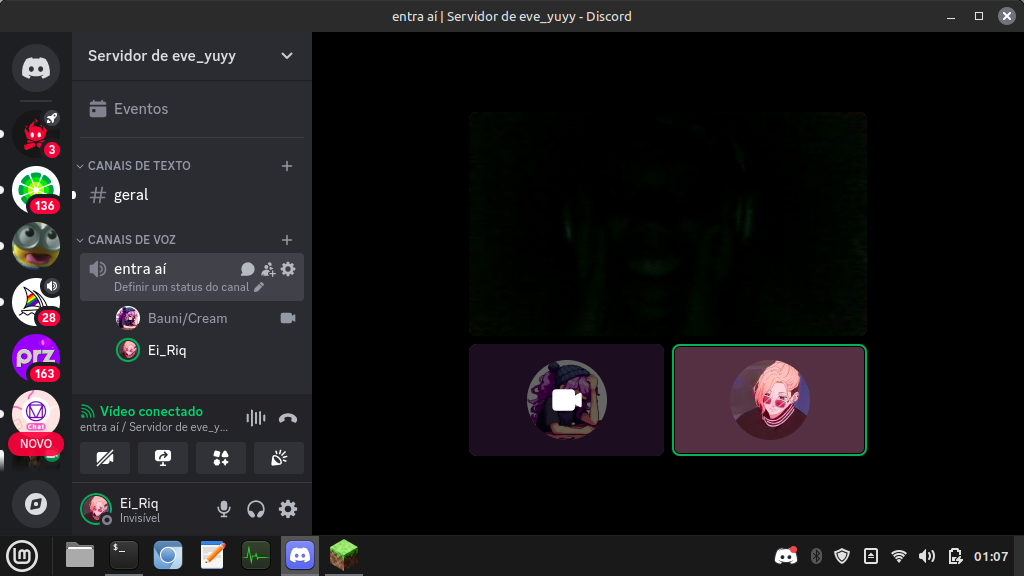 entra aí | Servidor de eve_yuyy - Discord
Servidor de eve_yuyy
Eventos
3
CANAIS DE TEXTO
136
geral
CANAIS DE VOZ
entra aí
Definir um status do canal
28
Bauni/Cream
Ei_Riq
prz
163
Chat
Vídeo conectado
entra aí / Servidor de eve_y...
NOVO
Ei_Riq
Invisível
01:07